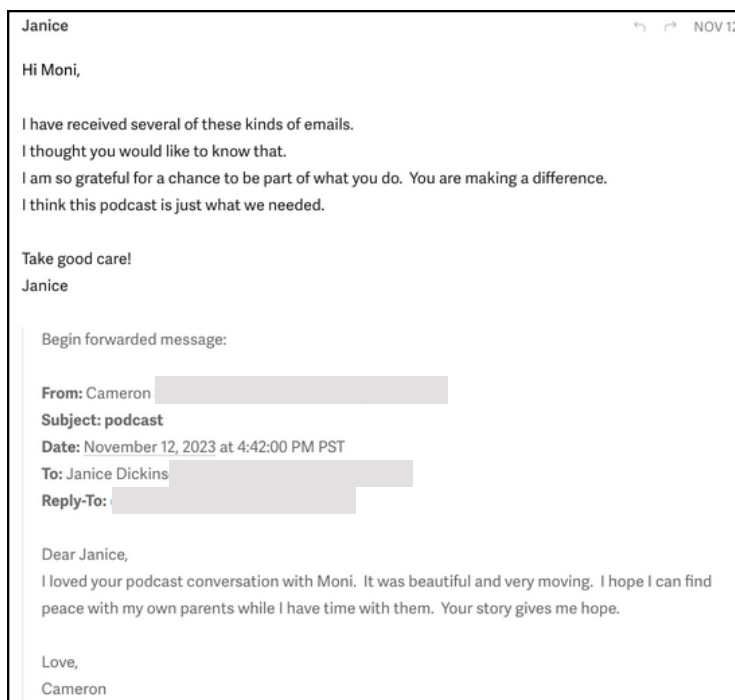 Janice
NOV 12
Hi Moni,
I have received several of these kinds of emails.
I thought you would like to know that.
I am so grateful for a chance to be part of what you do.  You are making a difference.
I think this podcast is just what we needed.
Take good care!
Janice
Begin forwarded message:
From: Cameron
Subject: podcast
Date: November 12, 2023 at 4:42:00 PM PST
To: Janice Dickins
Reply-To:
Dear Janice,
I loved your podcast conversation with Moni.  It was beautiful and very moving.  I hope I can find
peace with my own parents while I have time with them.  Your story gives me hope.
Love,
Cameron